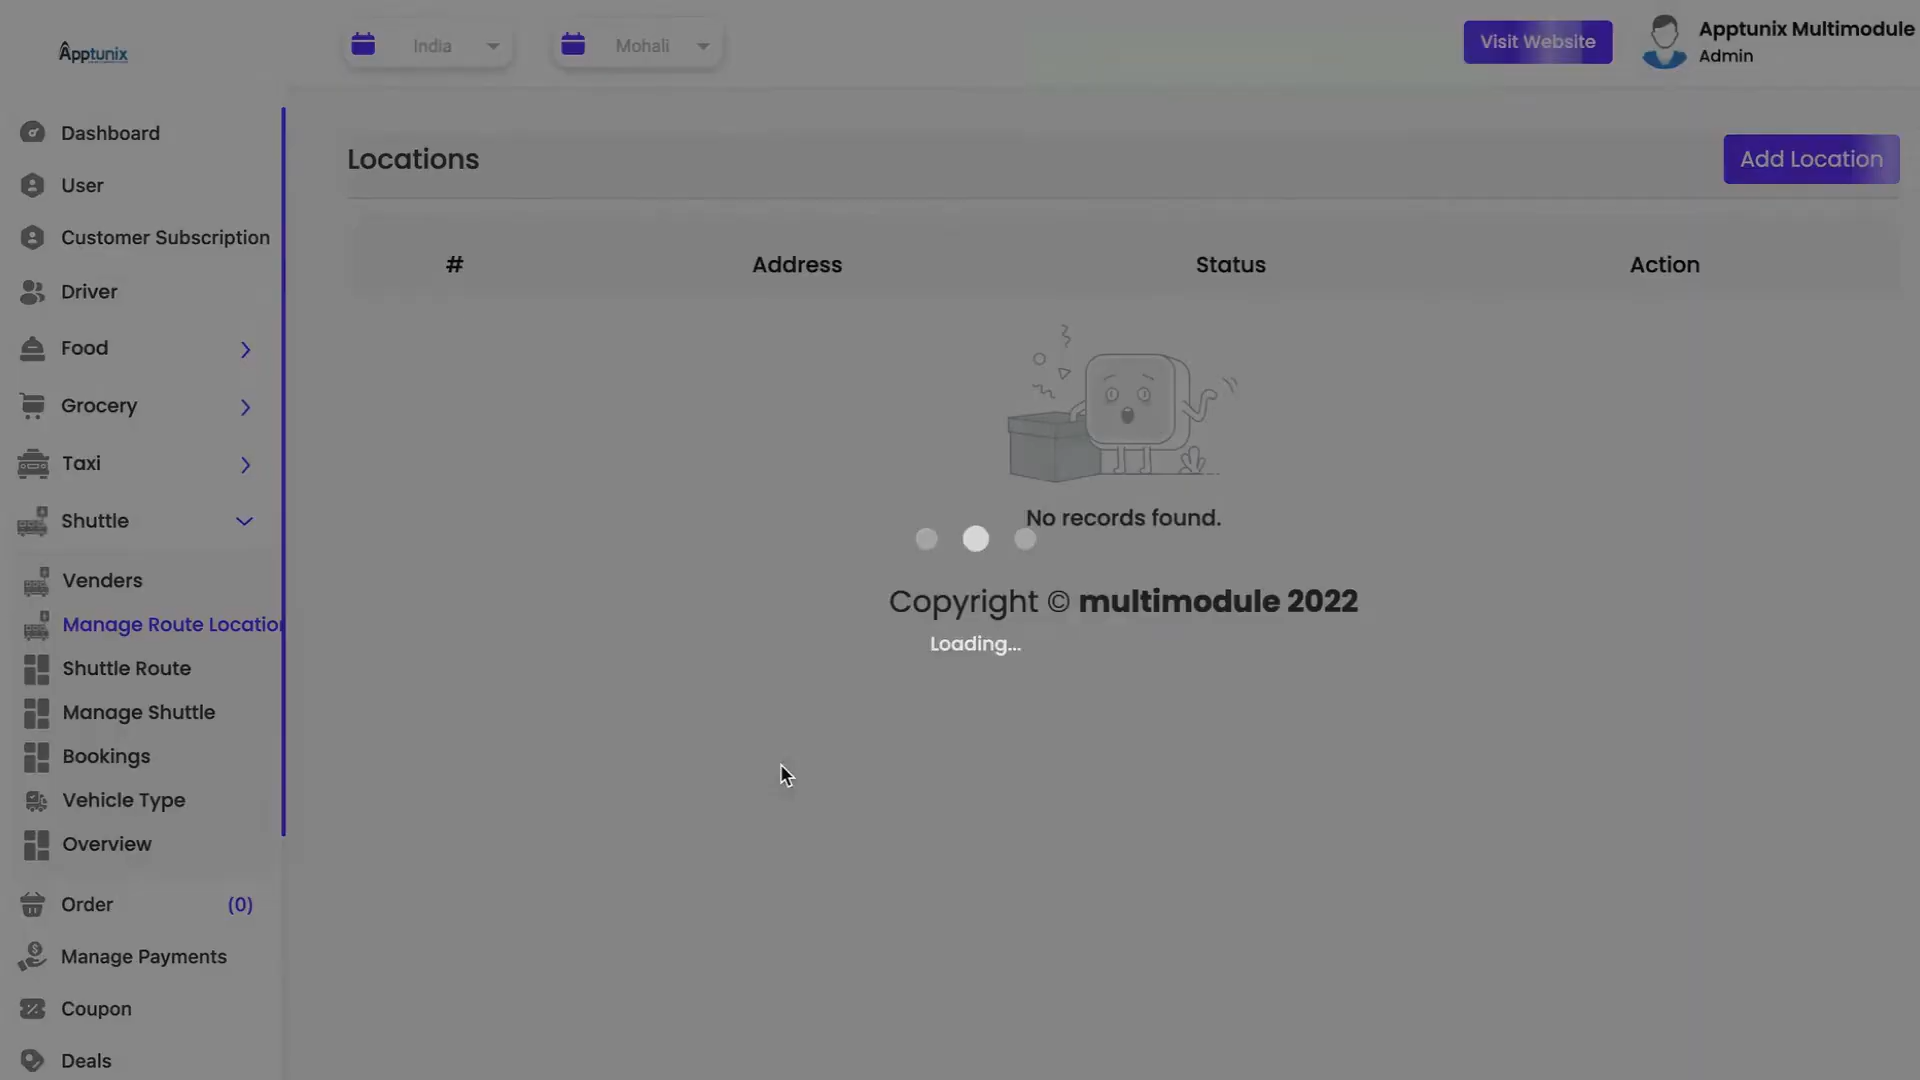 Apptunix
India
Mohali
Visit Website
Apptunix Multimodule
Admin
Dashboard
User
Customer Subscription
Driver
Food
Grocery
Taxi
Shuttle
Venders
Manage Route Location
Shuttle Route
Manage Shuttle
Bookings
Vehicle Type
Overview
Order (0)
Manage Payments
Coupon
Deals
Locations
Add Location
# Address Status Action
No records found.
Copyright © multimodule 2022
Loading...